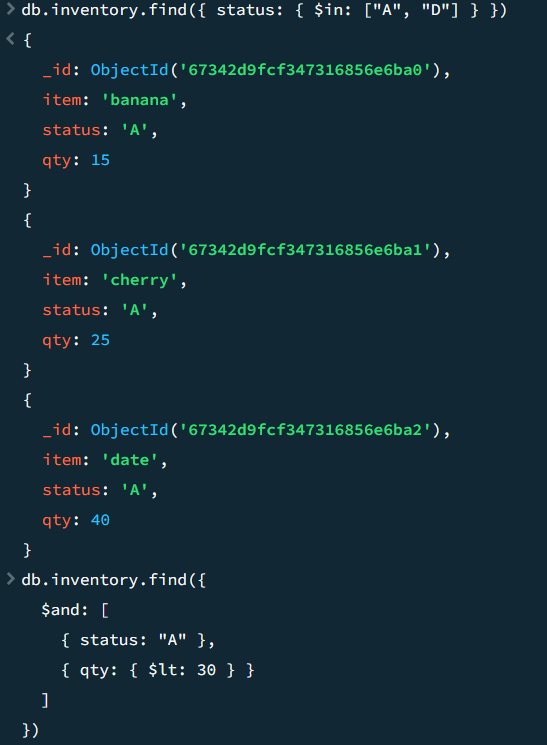 > db.inventory.find({ status: { $in: ["A", "D"] } })
< {
_id: ObjectId('67342d9fcf347316856e6ba0'),
item: 'banana',
status: 'A',
qty: 15
}
{
_id: ObjectId('67342d9fcf347316856e6ba1'),
item: 'cherry',
status: 'A',
qty: 25
}
{
_id: ObjectId('67342d9fcf347316856e6ba2'),
item: 'date',
status: 'A',
qty: 40
}
> db.inventory.find({
$and: [
{ status: "A" },
{ qty: { $lt: 30 } }
]
})